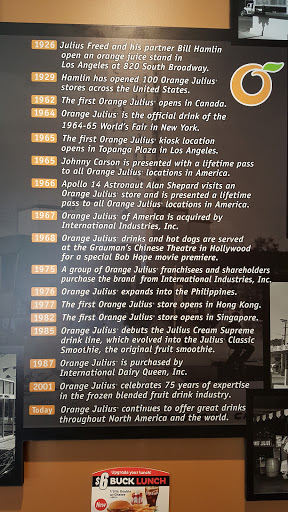 1926 Julius Freed and his partner Bill Hamlin
open an orange juice stand in
Los Angeles at 820 South Broadway.
1929 Hamlin has opened 100 Orange Julius
stores across the United States.
1962 The first Orange Julius opens in Canada.
1964 Orange Julius is the official drink of the
1964-65 World's Fair in New York.
1965 The first Orange Julius kiosk location
opens in Topanga Plaza in Los Angeles.
1965 Johnny Carson is presented with a lifetime pass
to all Orange Julius locations in America.
1966 Apollo 14 Astronaut Alan Shepard visits an
Orange Julius store and is presented a lifetime
pass to all Orange Julius locations in America.
1967 Orange Julius of America is acquired by
International Industries, Inc.
1968 Orange Julius drinks and hot dogs are served
at the Grauman's Chinese Theatre in Hollywood
for a special Bob Hope movie premiere.
1975 A group of Orange Julius franchisees and shareholders
purchase the brand from International Industries, Inc.
1976 Orange Julius expands into the Philippines.
1977 The first Orange Julius store opens in Hong Kong.
1982 The first Orange Julius store opens in Singapore.
1985 Orange Julius debuts the Julius Cream Supreme
drink line, which evolved into the Julius Classic
Smoothie, the original fruit smoothie.
1987 Orange Julius is purchased by
International Dairy Queen, Inc.
2001 Orange Julius celebrates 75 years of expertise
in the frozen blended fruit drink industry.
Today Orange Julius continues to offer great drinks
throughout North America and the world.
Upgrade your lunch!
$6 BUCK LUNCH
New